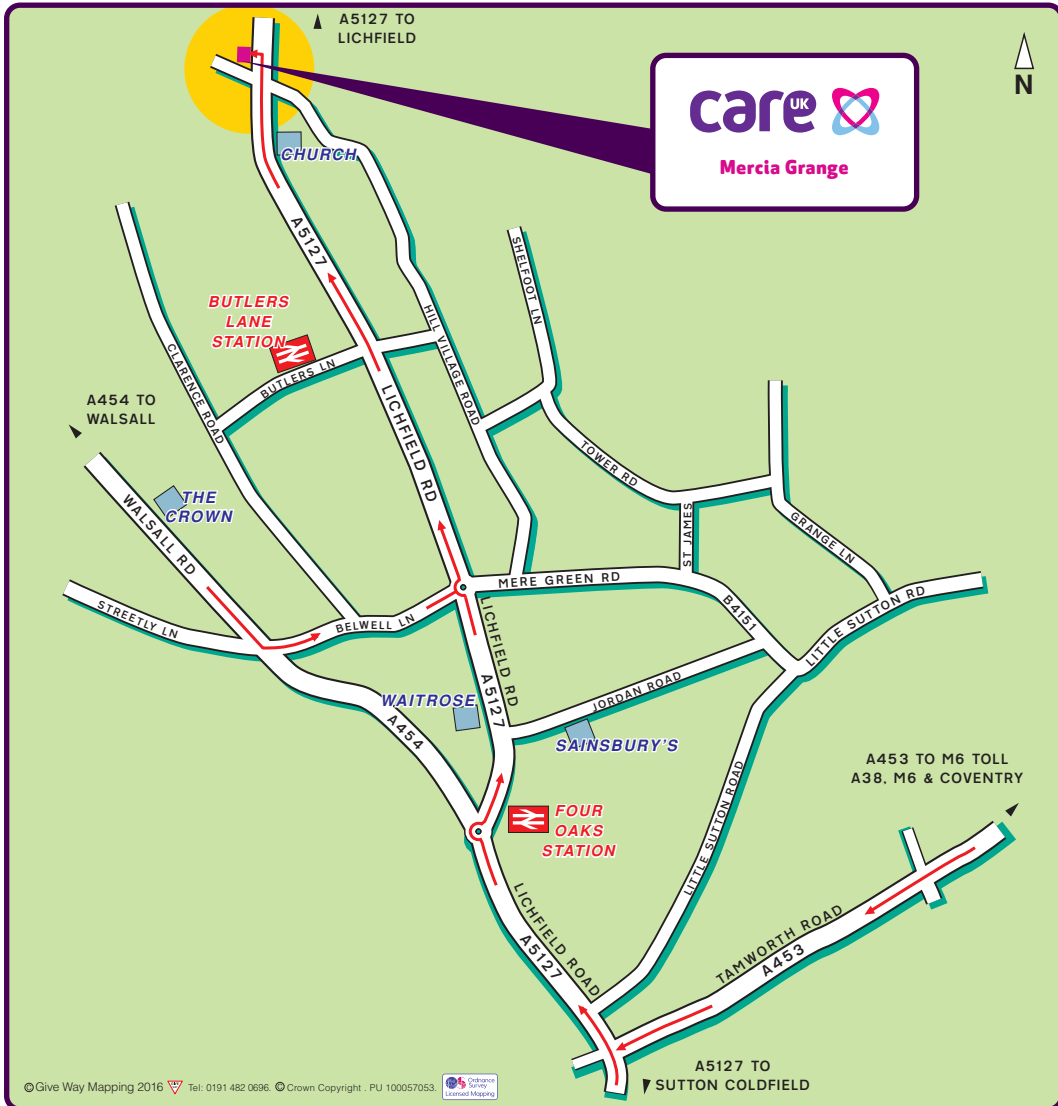 A5127 TO
LICHFIELD
N
care UK
Mercia Grange
CHURCH
A5127
SHELFOOT LN
BUTLERS
LANE
STATION
HILL VILLAGE ROAD
CLARENCE ROAD
BUTLERS LN
A454 TO
WALSALL
LICHFIELD RD
TOWER RD
THE
CROWN
WALSALL RD
ST JAMES
GRANGE LN
MERE GREEN RD
STREETLY LN
BELWELL LN
LICHFIELD RD
B4151
LITTLE SUTTON RD
A5127
WAITROSE
JORDAN ROAD
A454
SAINSBURY'S
A453 TO M6 TOLL
A38, M6 & COVENTRY
LITTLE SUTTON ROAD
FOUR
OAKS
STATION
LICHFIELD ROAD
A5127
TAMWORTH ROAD
A453
A5127 TO
SUTTON COLDFIELD
©Give Way Mapping 2016 Tel: 0191 482 0696. ©Crown Copyright . PU 100057053.
Ordnance
Survey
Licensed Mapping